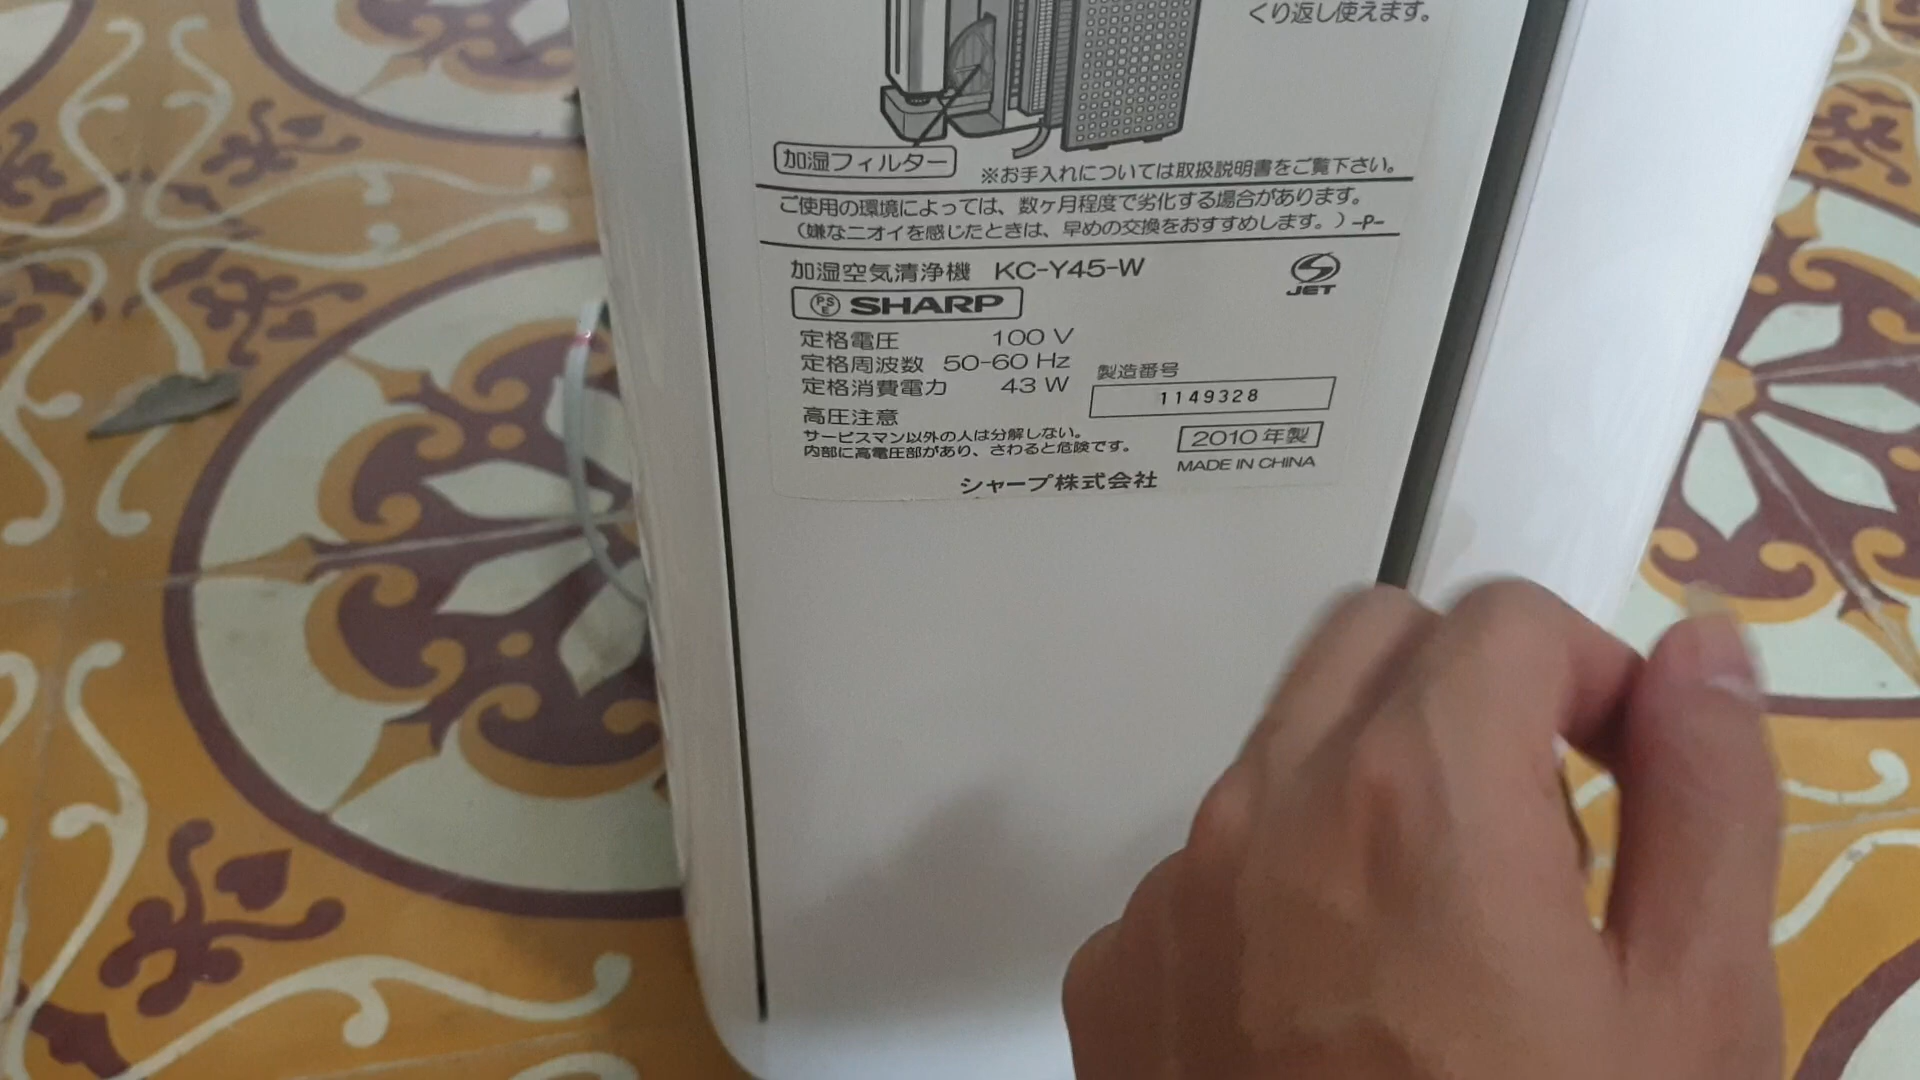 くり返し使えます。
加湿フィルター
※お手入れについては取扱説明書をご覧下さい。
ご使用の環境によっては、数ヶ月程度で劣化する場合があります。
（嫌なニオイを感じたときは、早めの交換をおすすめします。）-P-
加湿空気清浄機 KC-Y45-W
JET
PSE SHARP
定格電圧 100 V
定格周波数 50-60 Hz
定格消費電力 43 W
製造番号
1149328
高圧注意
サービスマン以外の人は分解しない。
内部に高電圧部があり、さわると危険です。
2010年製
MADE IN CHINA
シャープ株式会社